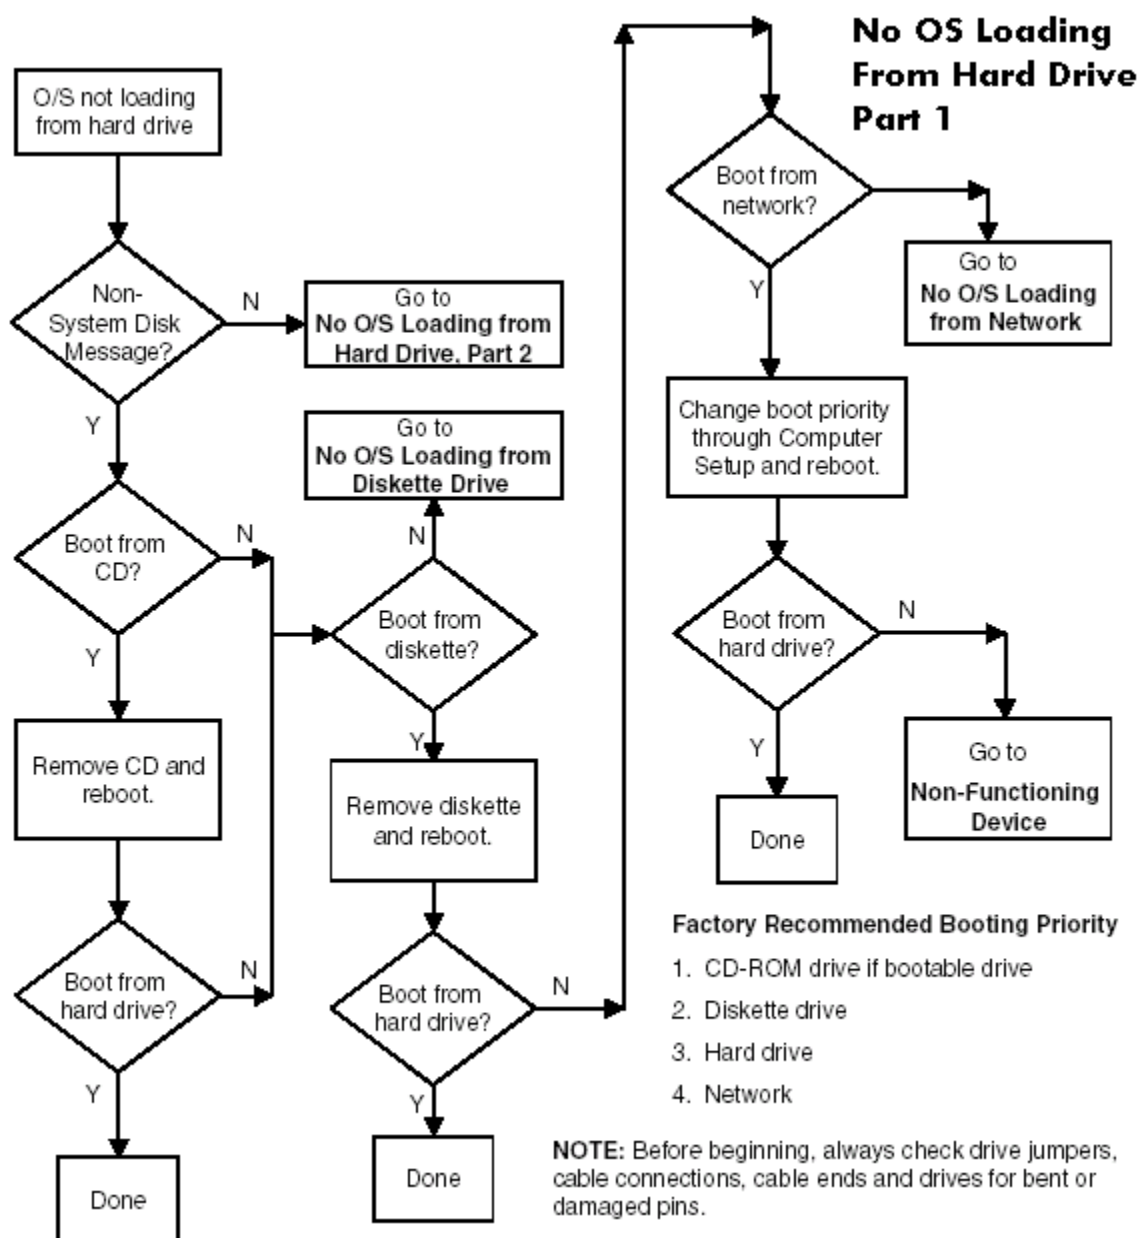 No OS Loading
From Hard Drive
Part 1
O/S not loading
from hard drive
Non-
System Disk
Message?
N
Go to
No O/S Loading from
Hard Drive. Part 2
Y
Go to
No O/S Loading from
Diskette Drive
N
Boot from
CD?
N
Boot from
diskette?
Y
Y
Remove CD and
reboot.
Remove diskette
and reboot.
Boot from
hard drive?
N
Y
Done
Boot from
hard drive?
N
Y
Done
Boot from
network?
Go to
No O/S Loading
from Network
Y
Change boot priority
through Computer
Setup and reboot.
Boot from
hard drive?
N
Go to
Non-Functioning
Device
Y
Done
Factory Recommended Booting Priority
1. CD-ROM drive if bootable drive
2. Diskette drive
3. Hard drive
4. Network
NOTE: Before beginning, always check drive jumpers,
cable connections, cable ends and drives for bent or
damaged pins.